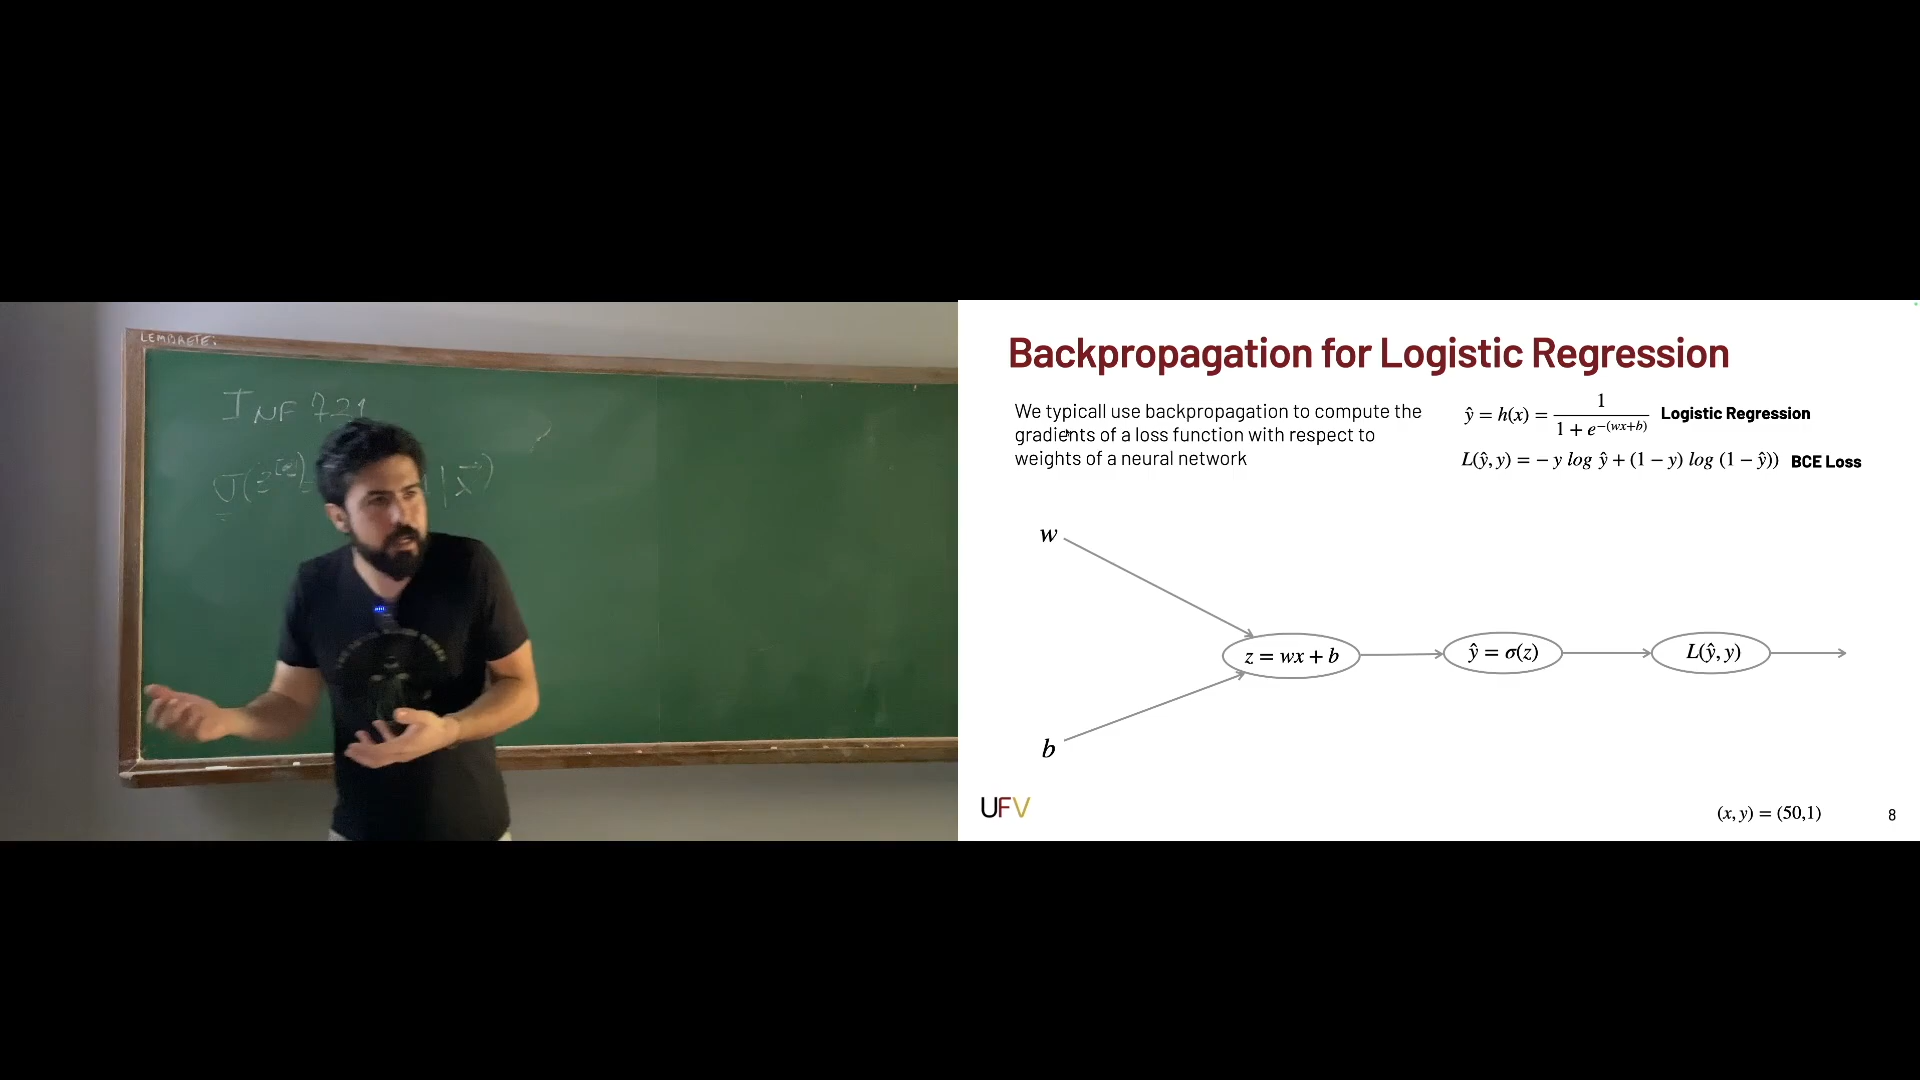 LEMBRETE:
INF 721
Backpropagation for Logistic Regression
We typicall use backpropagation to compute the
gradients of a loss function with respect to
weights of a neural network
ŷ = h(x) = 1 / (1 + e^−(wx+b)) Logistic Regression
L(ŷ, y) = − y log ŷ + (1 − y) log (1 − ŷ)) BCE Loss
w
z = wx + b
ŷ = σ(z)
L(ŷ, y)
b
UFV
(x, y) = (50,1)
8